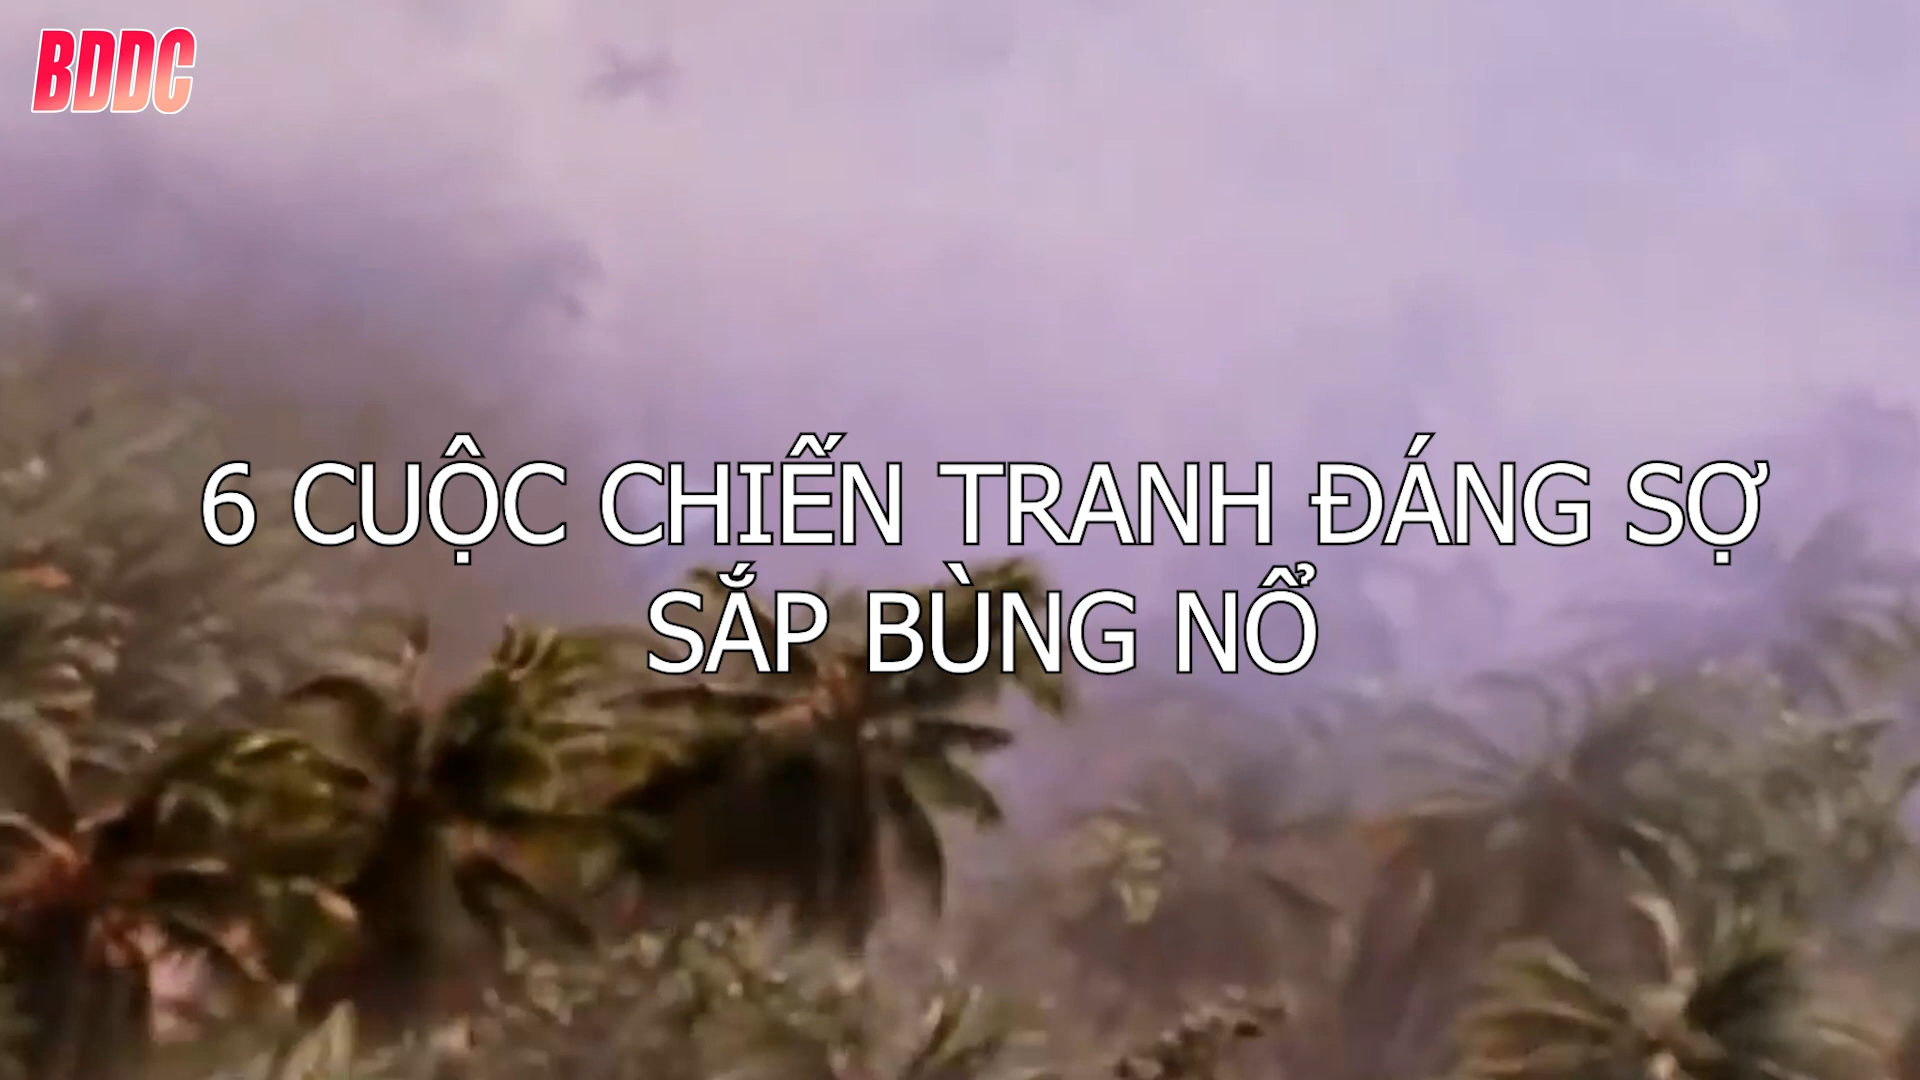 BDDC
6 CUỘC CHIẾN TRANH ĐÁNG SỢ
SẮP BÙNG NỔ